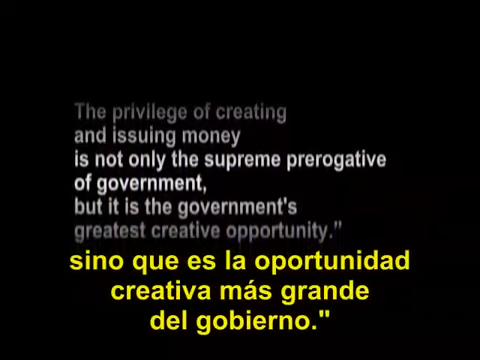 The privilege of creating
and issuing money
is not only the supreme prerogative
of government,
but it is the government's
greatest creative opportunity.”
sino que es la oportunidad
creativa más grande
del gobierno."